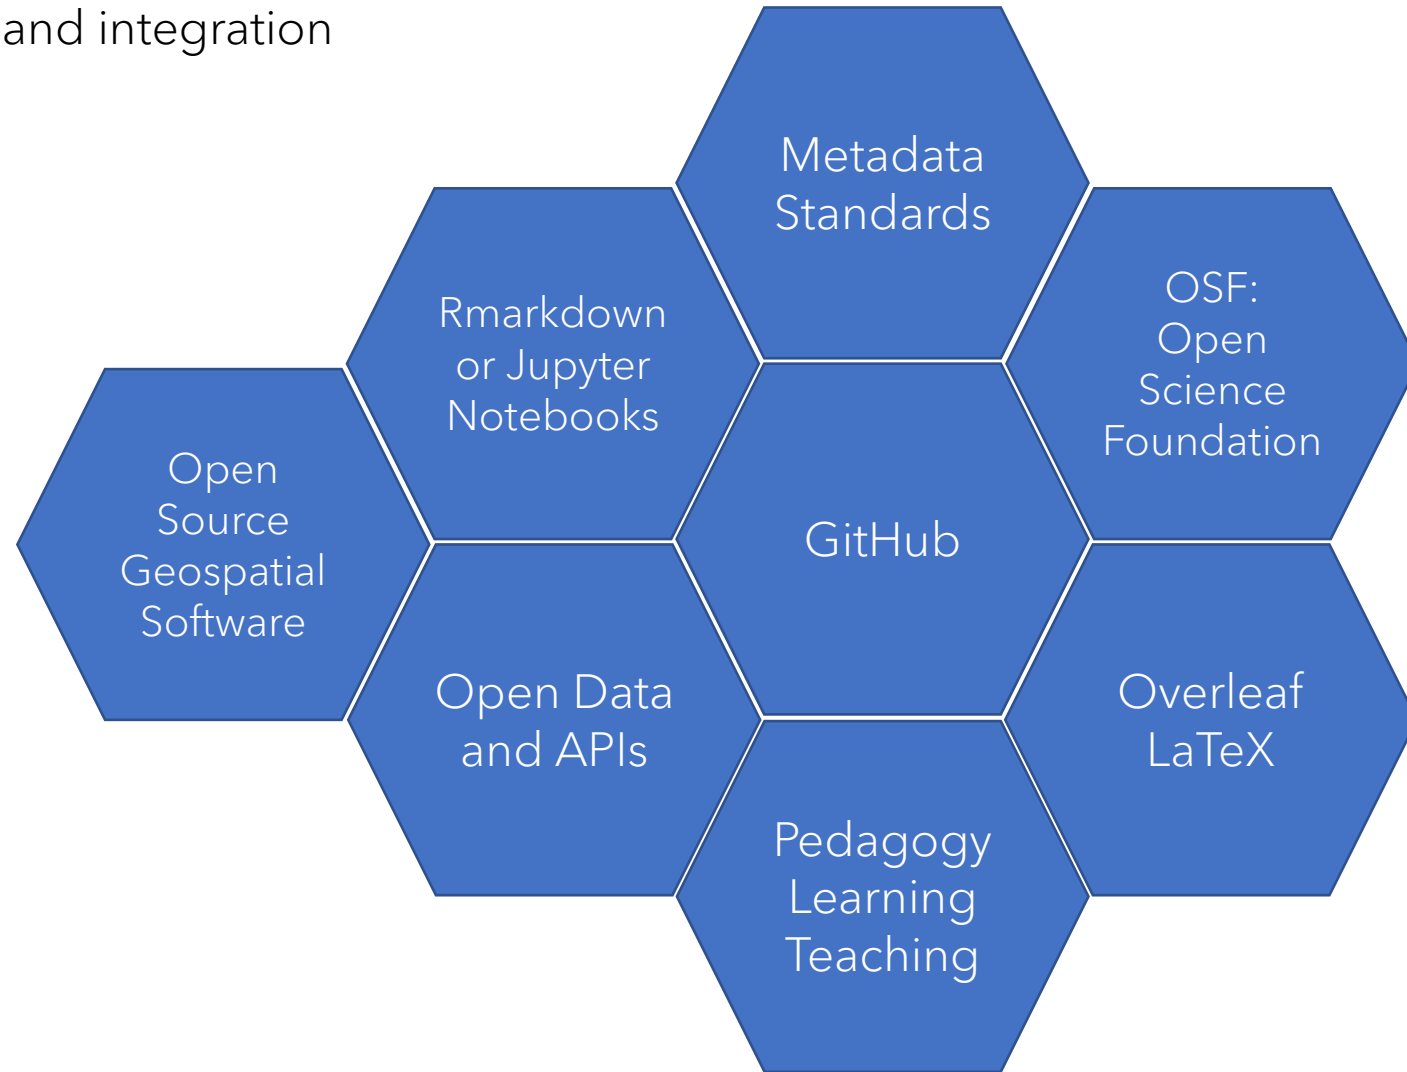 and integration
Metadata
Standards
Rmarkdown
or Jupyter
Notebooks
OSF:
Open
Science
Foundation
Open
Source
Geospatial
Software
GitHub
Open Data
and APIs
Overleaf
LaTeX
Pedagogy
Learning
Teaching